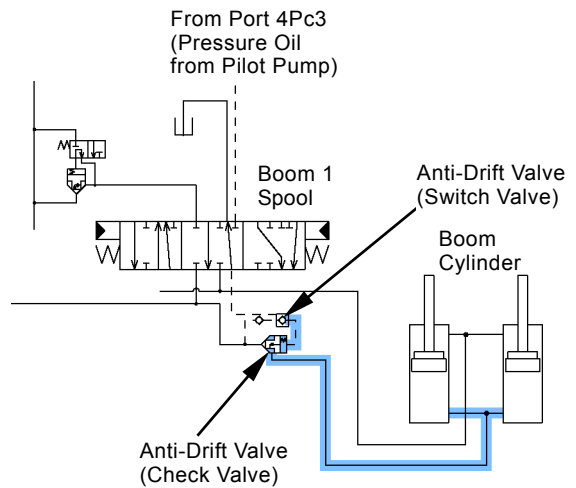 From Port 4Pc3
(Pressure Oil
from Pilot Pump)
Boom 1
Spool
Anti-Drift Valve
(Switch Valve)
Boom
Cylinder
Anti-Drift Valve
(Check Valve)